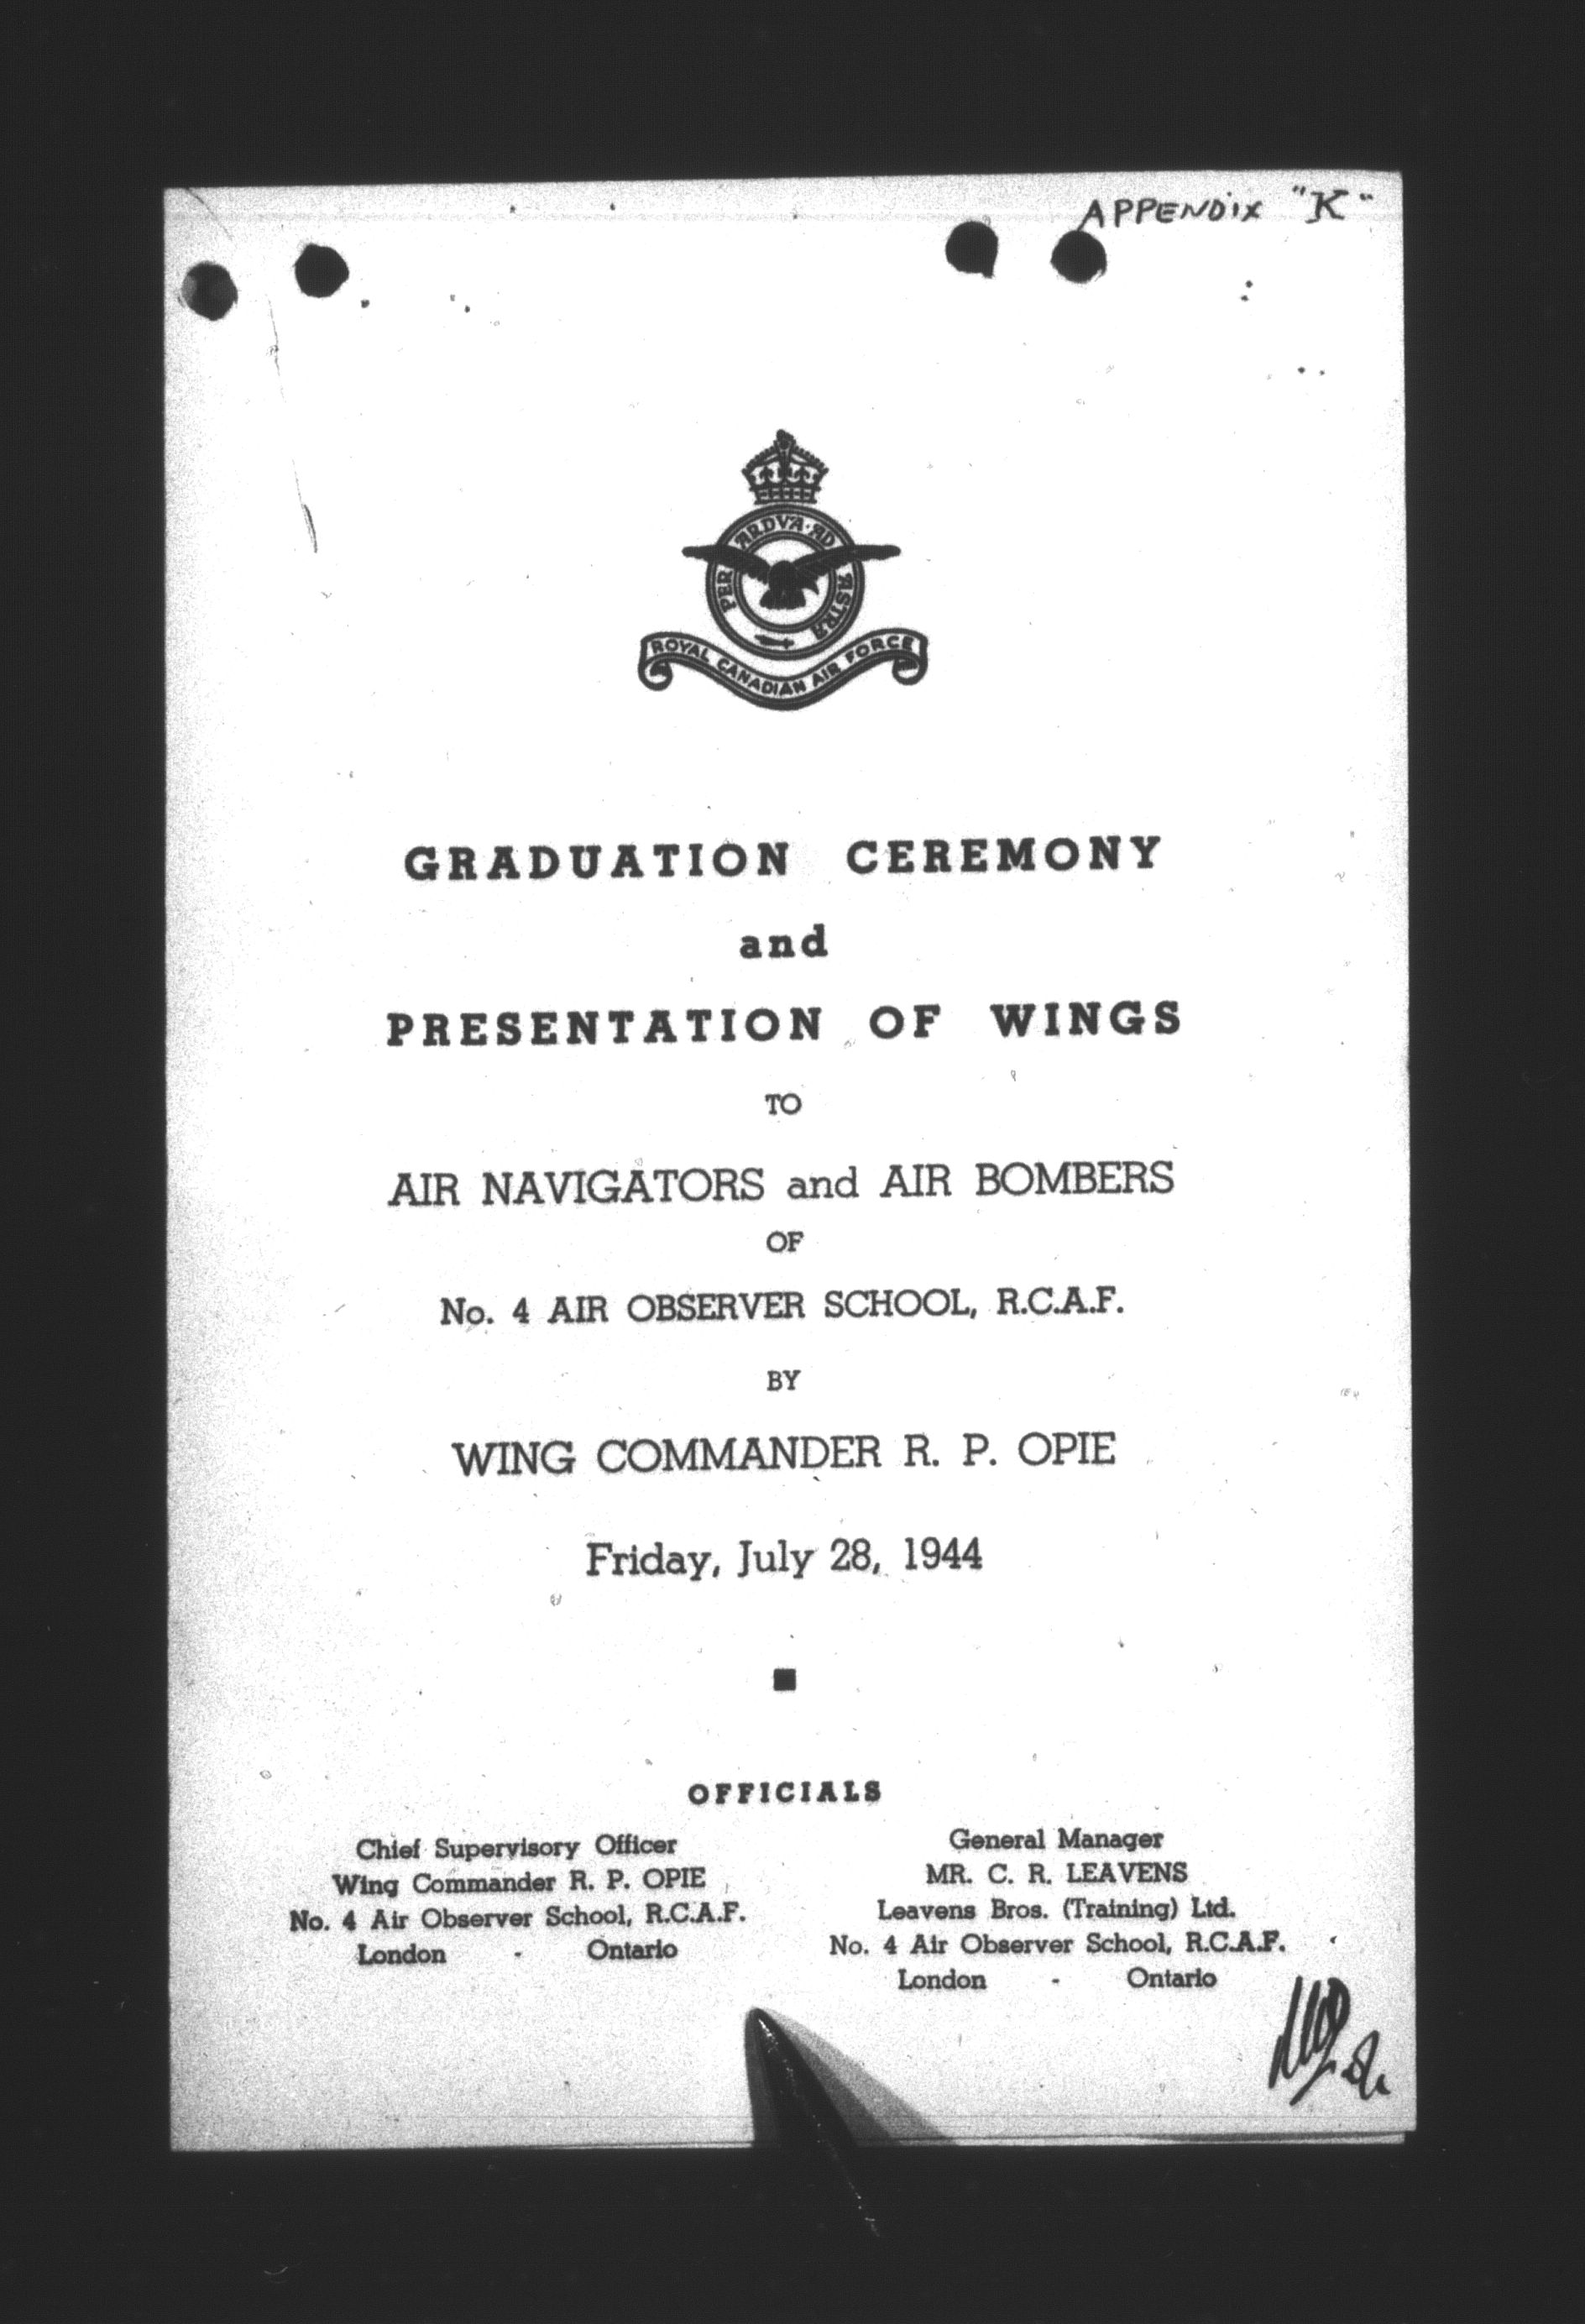 APPENDIX "K"
PER ARDVA AD ASTRA
ROYAL CANADIAN AIR FORCE
GRADUATION CEREMONY
and
PRESENTATION OF WINGS
TO
AIR NAVIGATORS and AIR BOMBERS
OF
No. 4 AIR OBSERVER SCHOOL, R.C.A.F.
BY
WING COMMANDER R. P. OPIE
Friday, July 28, 1944
OFFICIALS
Chief Supervisory Officer
Wing Commander R. P. OPIE
No. 4 Air Observer School, R.C.A.F.
London - Ontario
General Manager
MR. C. R. LEAVENS
Leavens Bros. (Training) Ltd.
No. 4 Air Observer School, R.C.A.F.
London - Ontario